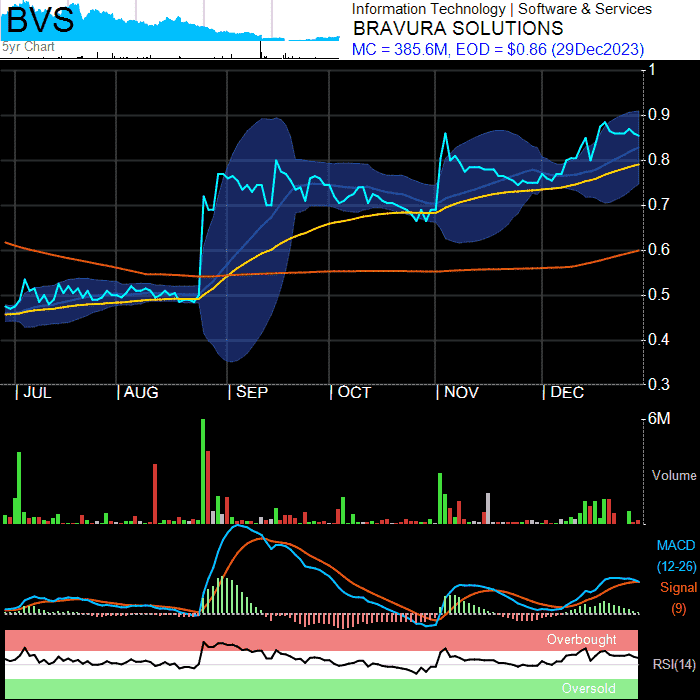 BVS
5yr Chart
Information Technology | Software & Services
BRAVURA SOLUTIONS
MC = 385.6M, EOD = $0.86 (29Dec2023)
1
0.9
0.8
0.7
0.6
0.5
0.4
0.3
| JUL | AUG | SEP | OCT | NOV | DEC
6M
Volume
MACD
(12-26)
Signal
(9)
Overbought
RSI(14)
Oversold